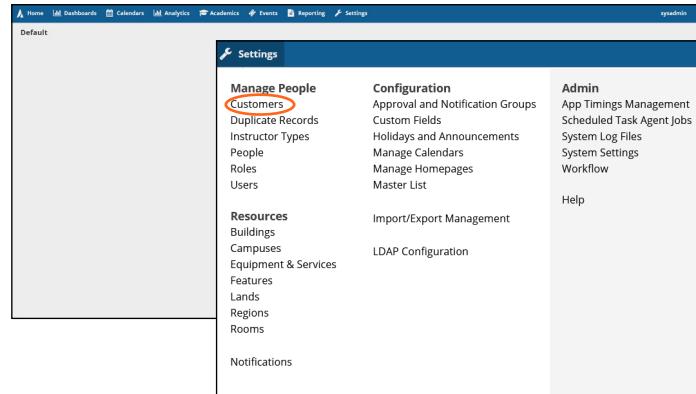 Home Dashboards Calendars Analytics Academics Events Reporting Settings sysadmin
Default
Settings
Manage People
Customers
Duplicate Records
Instructor Types
People
Roles
Users
Resources
Buildings
Campuses
Equipment & Services
Features
Lands
Regions
Rooms
Notifications
Configuration
Approval and Notification Groups
Custom Fields
Holidays and Announcements
Manage Calendars
Manage Homepages
Master List
Import/Export Management
LDAP Configuration
Admin
App Timings Management
Scheduled Task Agent Jobs
System Log Files
System Settings
Workflow
Help